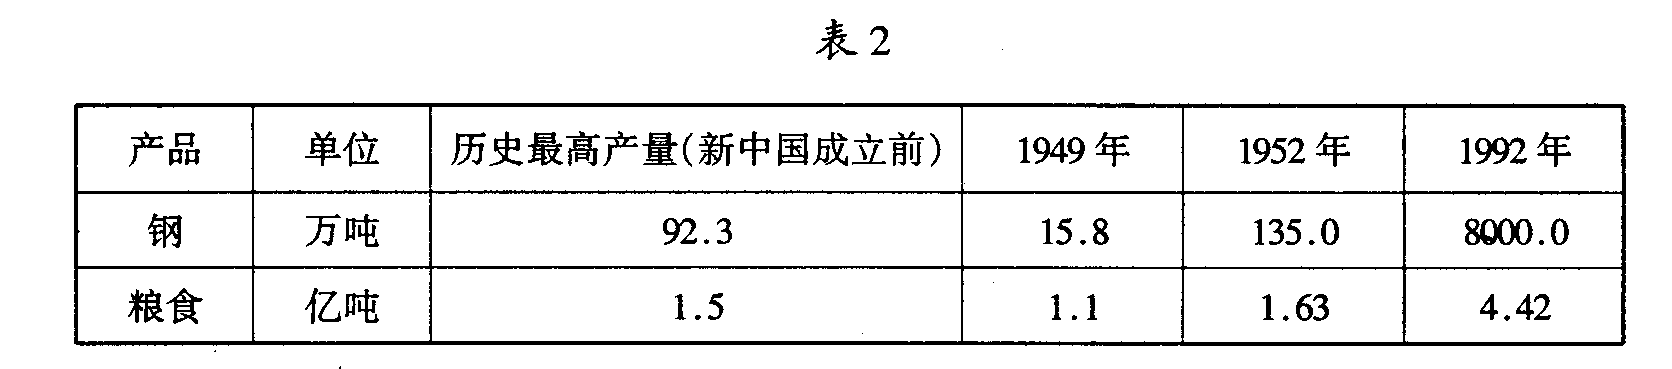 表2
产品 单位 历史最高产量(新中国成立前) 1949年 1952年 1992年
钢 万吨 92.3 15.8 135.0 8000.0
粮食 亿吨 1.5 1.1 1.63 4.42